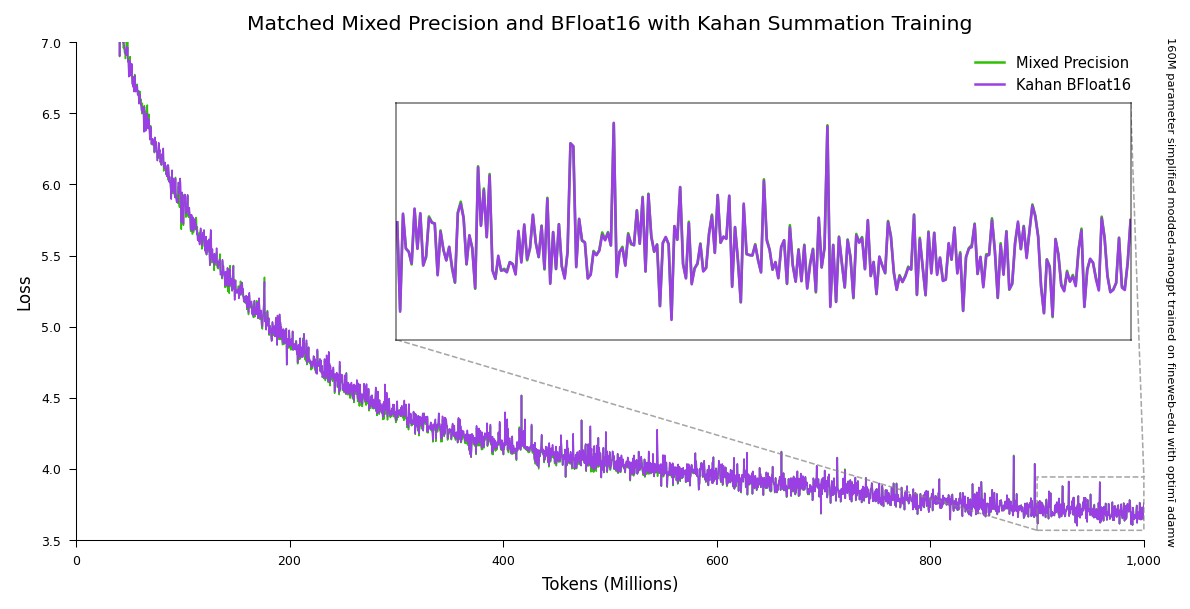 Matched Mixed Precision and BFloat16 with Kahan Summation Training
7.0
6.5
6.0
5.5
5.0
4.5
4.0
3.5
Loss
Mixed Precision
Kahan BFloat16
0
200
400
600
800
1,000
Tokens (Millions)
160M parameter simplified modded-nanogpt trained on fineweb-edu with optimī adamw